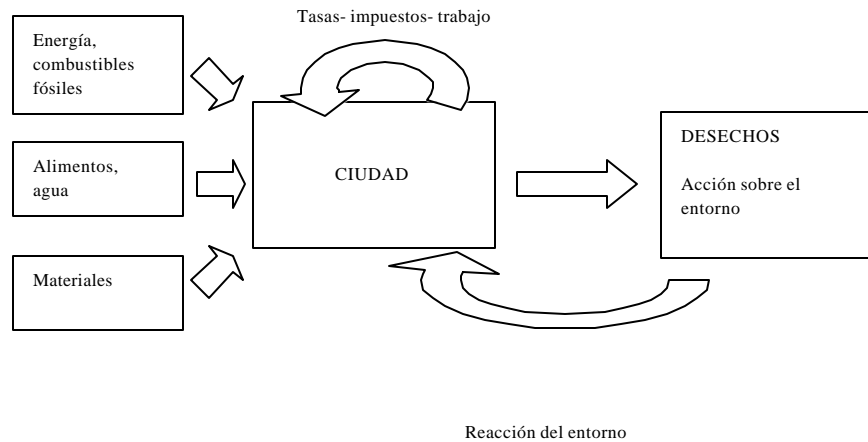 Tasas- impuestos- trabajo
Energía,
combustibles
fósiles
Alimentos,
agua
Materiales
CIUDAD
DESECHOS
Acción sobre el
entorno
Reacción del entorno